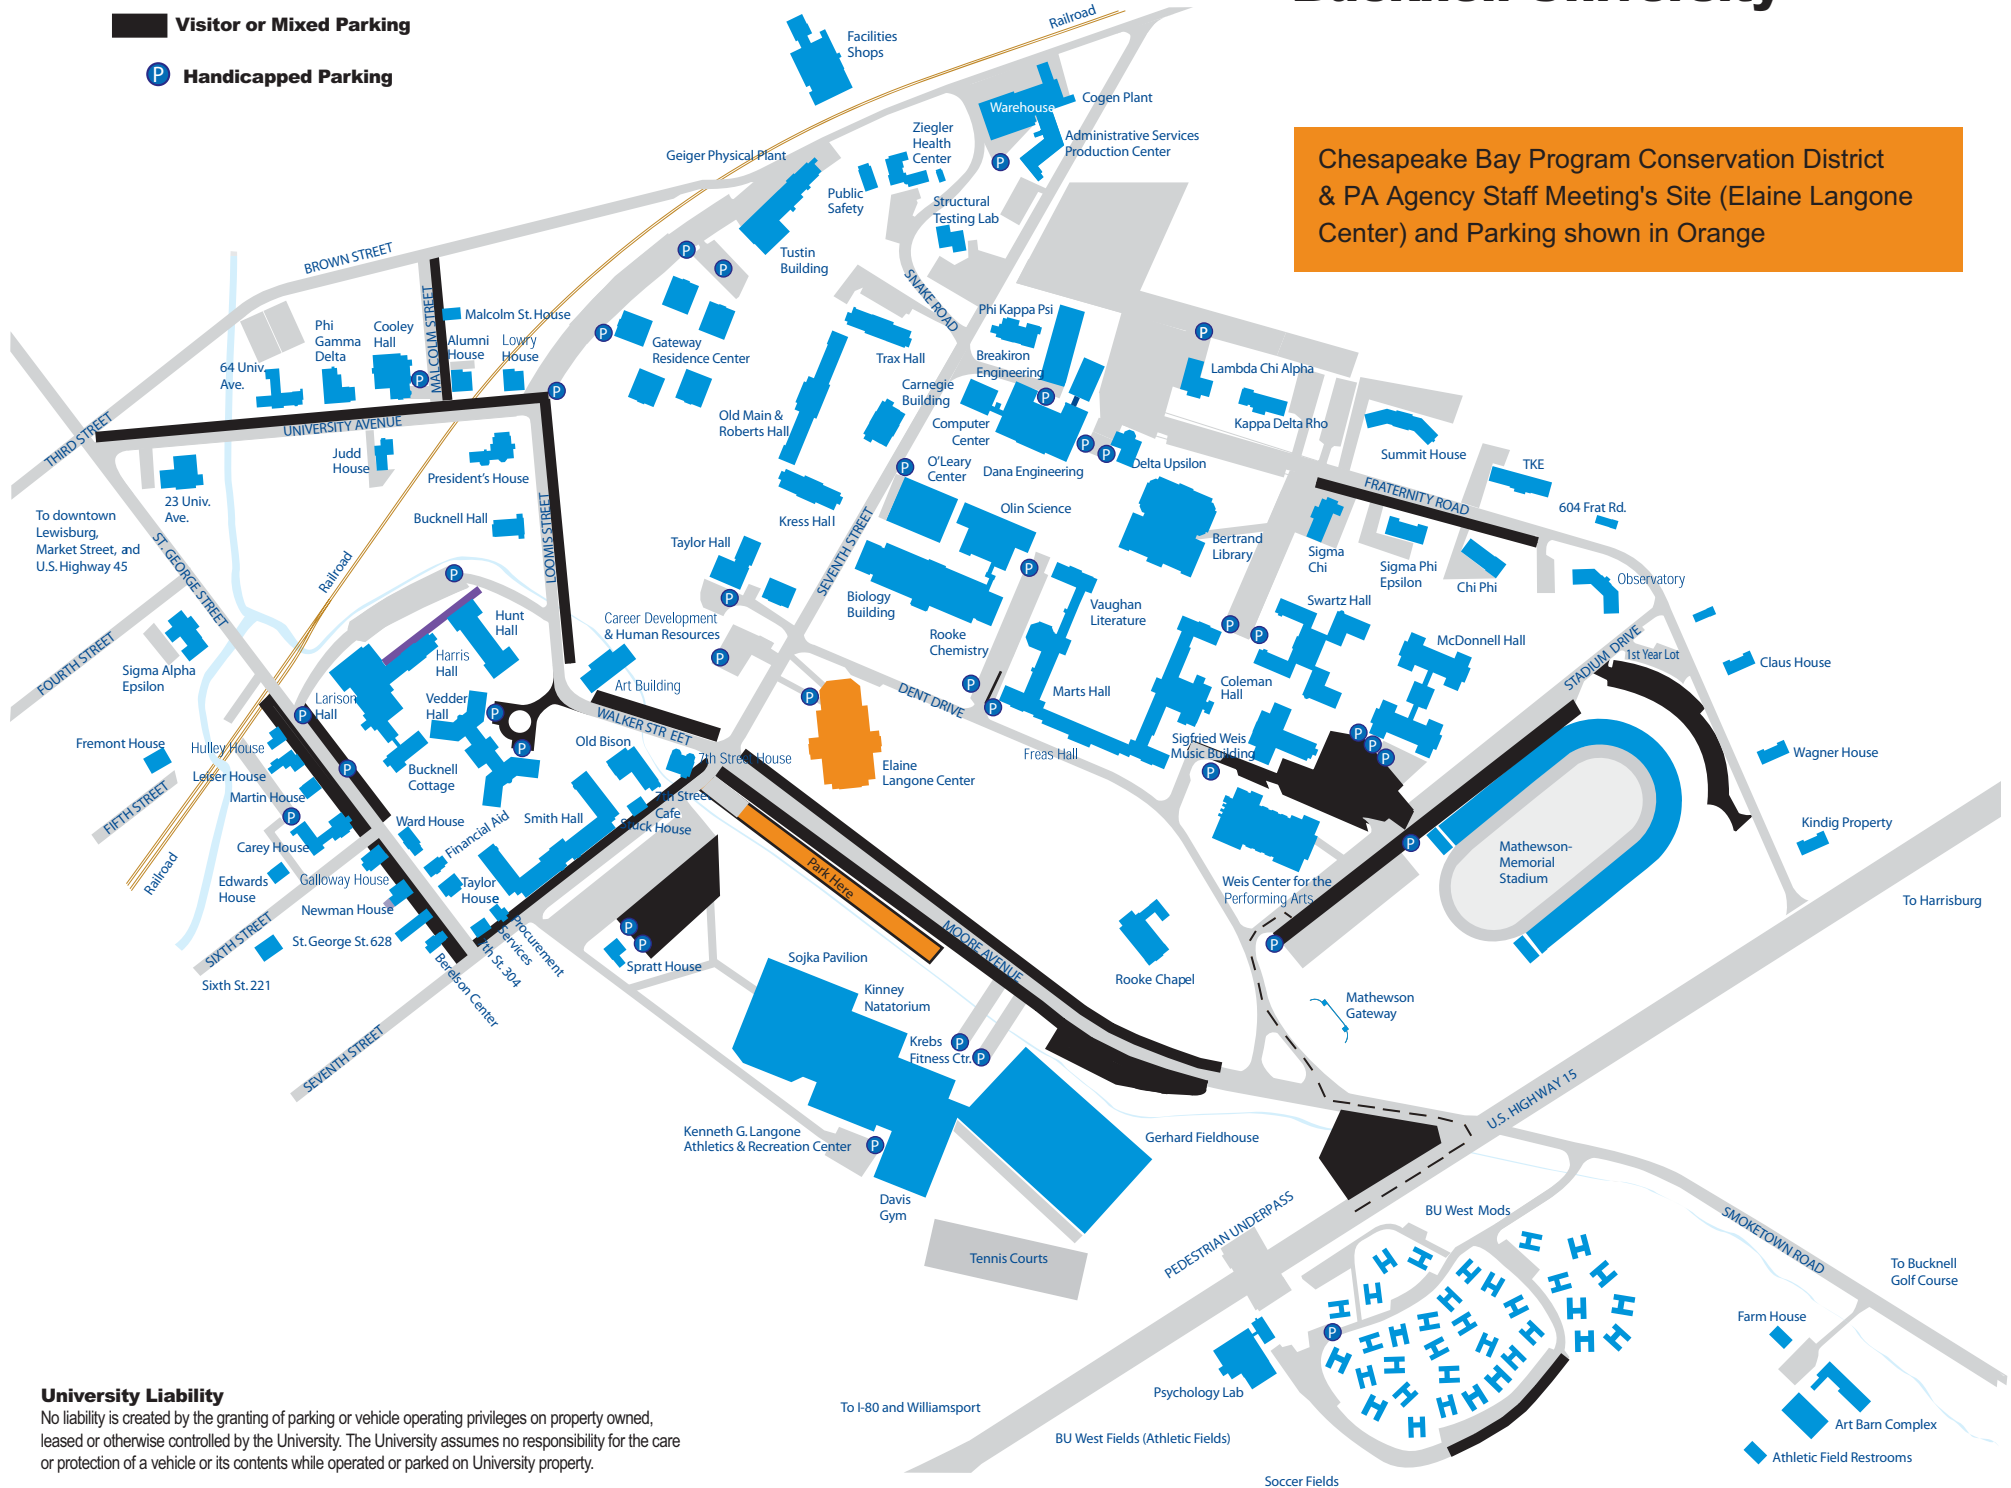 Bucknell University
Visitor or Mixed Parking
P Handicapped Parking
Chesapeake Bay Program Conservation District
& PA Agency Staff Meeting's Site (Elaine Langone
Center) and Parking shown in Orange
Railroad
Facilities
Shops
Warehouse
Cogen Plant
Administrative Services
Production Center
Ziegler
Health
Center
Geiger Physical Plant
Public
Safety
Structural
Testing Lab
Tustin
Building
BROWN STREET
SNAKE ROAD
MALCOLM STREET
Malcolm St. House
Phi
Gamma
Delta
Cooley
Hall
Alumni
House
Lowry
House
64 Univ.
Ave.
Gateway
Residence Center
Trax Hall
Phi Kappa Psi
Breakiron
Engineering
Carnegie
Building
Lambda Chi Alpha
Kappa Delta Rho
Computer
Center
Old Main &
Roberts Hall
UNIVERSITY AVENUE
THIRD STREET
Judd
House
President's House
O'Leary
Center
Dana Engineering
Delta Upsilon
Summit House
TKE
FRATERNITY ROAD
604 Frat Rd.
23 Univ.
Ave.
Bucknell Hall
Kress Hall
Olin Science
To downtown
Lewisburg,
Market Street, and
U.S. Highway 45
ST. GEORGE STREET
Railroad
LOOMIS STREET
Taylor Hall
SEVENTH STREET
Bertrand
Library
Sigma
Chi
Sigma Phi
Epsilon
Chi Phi
Observatory
Biology
Building
Vaughan
Literature
Swartz Hall
Hunt
Hall
Career Development
& Human Resources
Rooke
Chemistry
McDonnell Hall
FOURTH STREET
Sigma Alpha
Epsilon
Harris
Hall
STADIUM DRIVE
1st Year Lot
Claus House
Larison
Hall
Vedder
Hall
Art Building
DENT DRIVE
Marts Hall
Coleman
Hall
WALKER STR EET
Fremont House
Hulley House
Old Bison
7th Street House
Freas Hall
Sigfried Weis
Music Building
Wagner House
Leiser House
Bucknell
Cottage
Elaine
Langone Center
Martin House
7th Street
Cafe
Stuck House
FIFTH STREET
Ward House
Financial Aid
Smith Hall
Kindig Property
Carey House
Mathewson-
Memorial
Stadium
Railroad
Edwards
House
Galloway House
Taylor
House
Park Here
Weis Center for the
Performing Arts
To Harrisburg
Newman House
SIXTH STREET
St. George St. 628
Procurement
Services
7th St. 304
MOORE AVENUE
Berelson Center
Spratt House
Sojka Pavilion
Sixth St. 221
Rooke Chapel
Kinney
Natatorium
Mathewson
Gateway
SEVENTH STREET
Krebs
Fitness Ctr.
U.S. HIGHWAY 15
Kenneth G. Langone
Athletics & Recreation Center
Gerhard Fieldhouse
Davis
Gym
PEDESTRIAN UNDERPASS
BU West Mods
SMOKETOWN ROAD
Tennis Courts
To Bucknell
Golf Course
Farm House
Psychology Lab
To I-80 and Williamsport
BU West Fields (Athletic Fields)
Art Barn Complex
Athletic Field Restrooms
Soccer Fields
University Liability
No liability is created by the granting of parking or vehicle operating privileges on property owned,
leased or otherwise controlled by the University. The University assumes no responsibility for the care
or protection of a vehicle or its contents while operated or parked on University property.